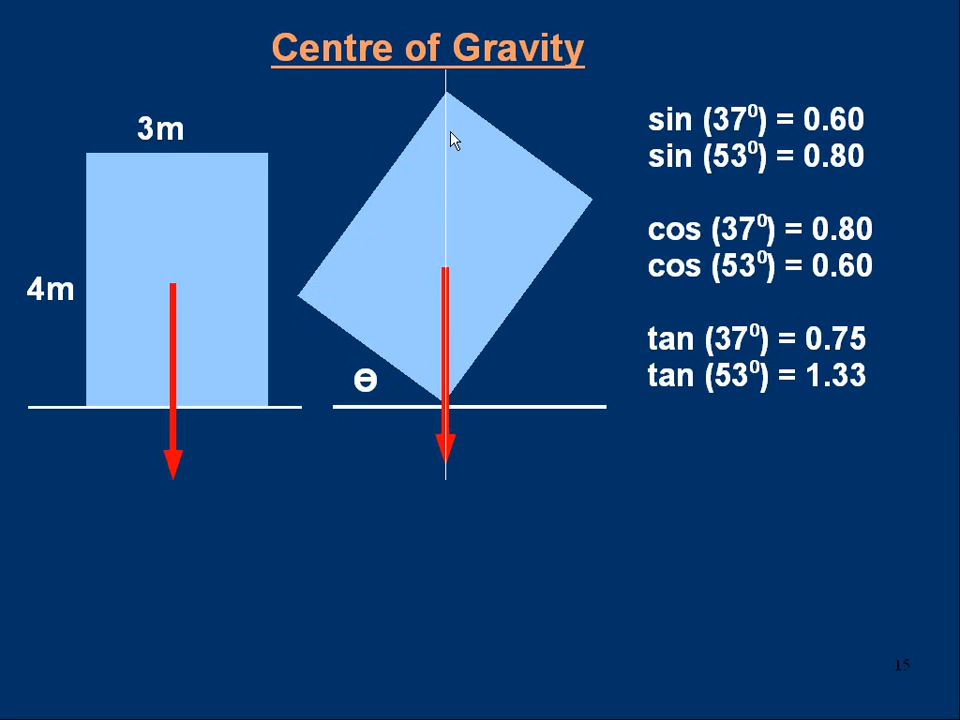 Centre of Gravity
3m
4m
Ɵ
sin (37⁰) = 0.60
sin (53⁰) = 0.80
cos (37⁰) = 0.80
cos (53⁰) = 0.60
tan (37⁰) = 0.75
tan (53⁰) = 1.33
15